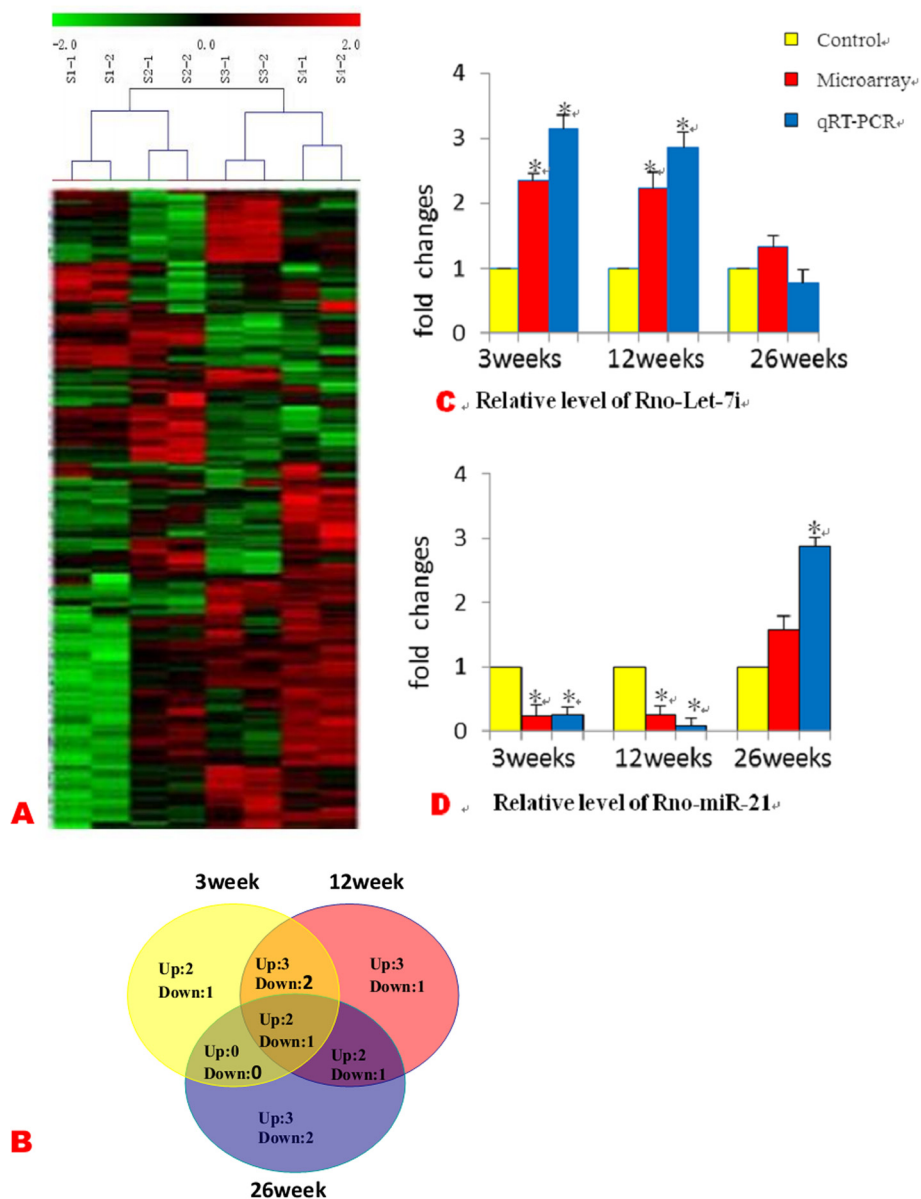 -2.0 0.0 2.0
S1-1 S1-2 S2-1 S2-2 S3-1 S3-2 S4-1 S4-2
A
Control
Microarray
qRT-PCR
fold changes
4
3
2
1
0
* * * *
3weeks 12weeks 26weeks
C Relative level of Rno-Let-7i
fold changes
4
3
2
1
0
* * * * *
3weeks 12weeks 26weeks
D Relative level of Rno-miR-21
3week 12week
Up:2
Down:1
Up:3
Down:2
Up:3
Down:1
Up:2
Down:1
Up:0
Down:0
Up:2
Down:1
Up:3
Down:2
B
26week